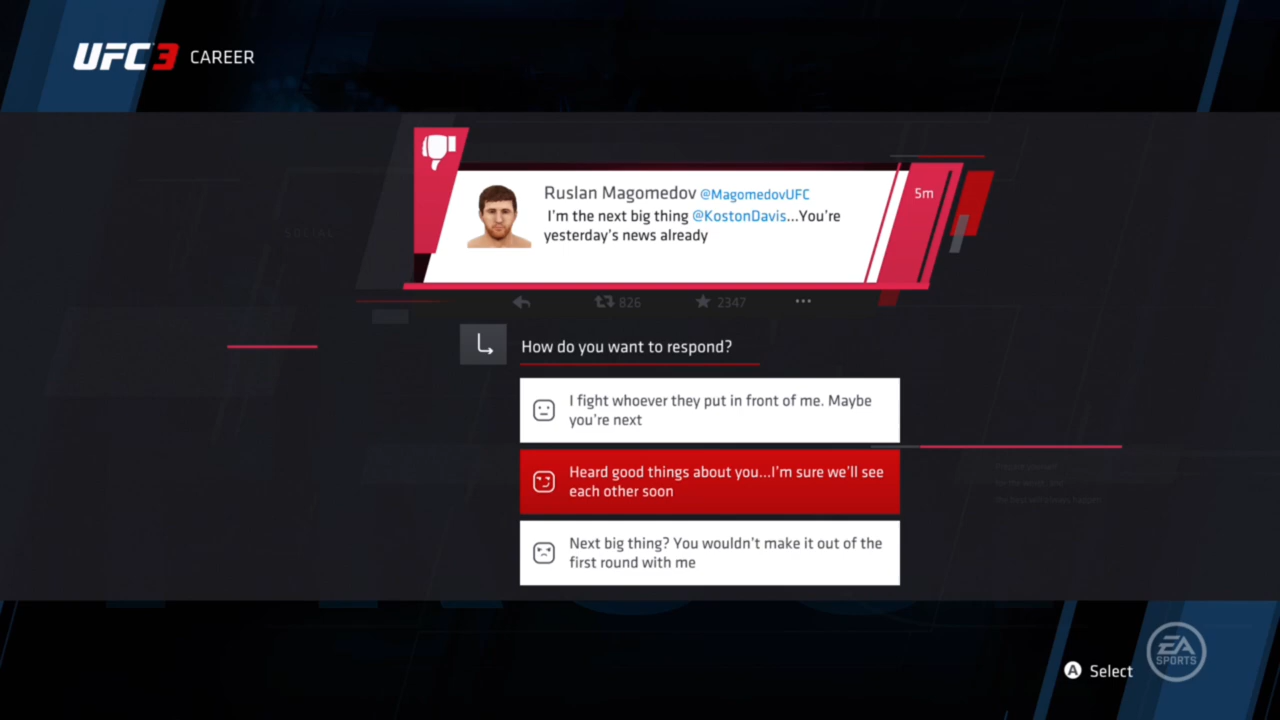 UFC 3 CAREER
Ruslan Magomedov @MagomedovUFC
5m
I'm the next big thing @KostonDavis...You're
yesterday's news already
SOCIAL
826
2347
How do you want to respond?
I fight whoever they put in front of me. Maybe
you're next
Heard good things about you...I'm sure we'll see
each other soon
Next big thing? You wouldn't make it out of the
first round with me
EA
SPORTS
A Select